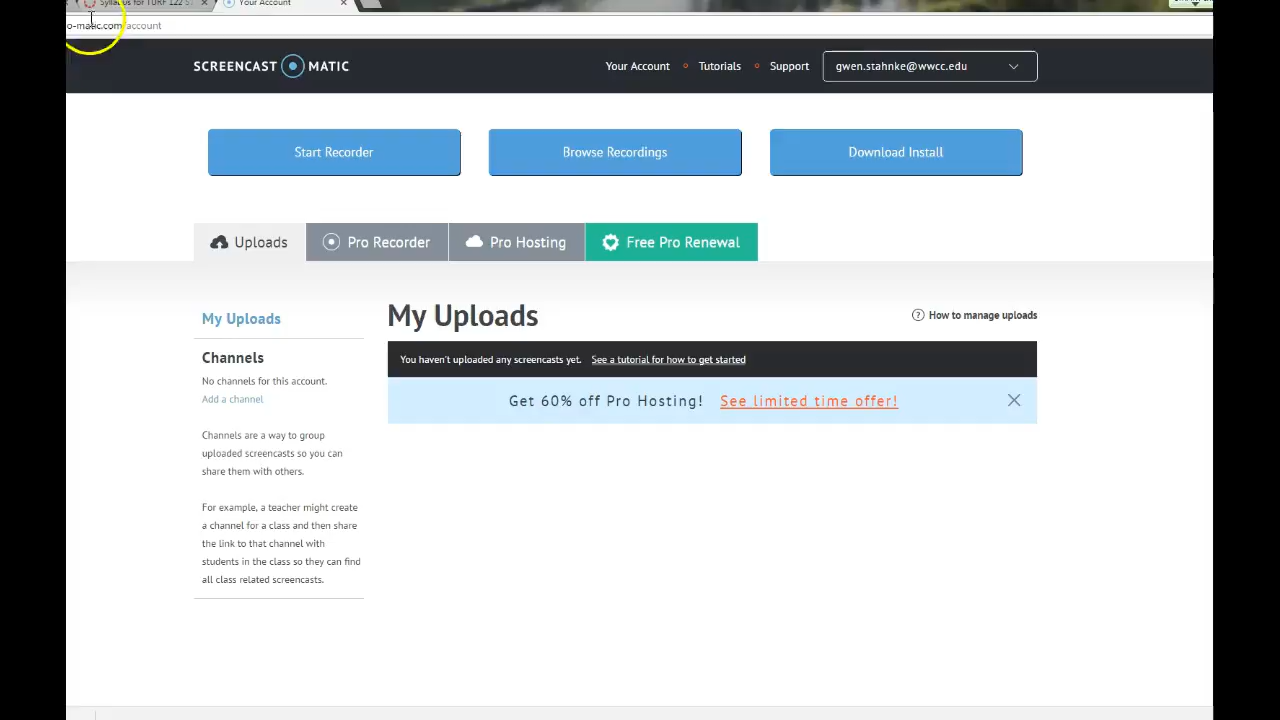 Syllabus for TURF 122 Your Account
o-matic.com/account
SCREENCAST MATIC Your Account Tutorials Support gwen.stahnke@wwcc.edu
Start Recorder Browse Recordings Download Install
Uploads Pro Recorder Pro Hosting Free Pro Renewal
My Uploads
Channels
No channels for this account.
Add a channel
Channels are a way to group
uploaded screencasts so you can
share them with others.
For example, a teacher might create
a channel for a class and then share
the link to that channel with
students in the class so they can find
all class related screencasts.
My Uploads
? How to manage uploads
You haven't uploaded any screencasts yet. See a tutorial for how to get started
Get 60% off Pro Hosting! See limited time offer!